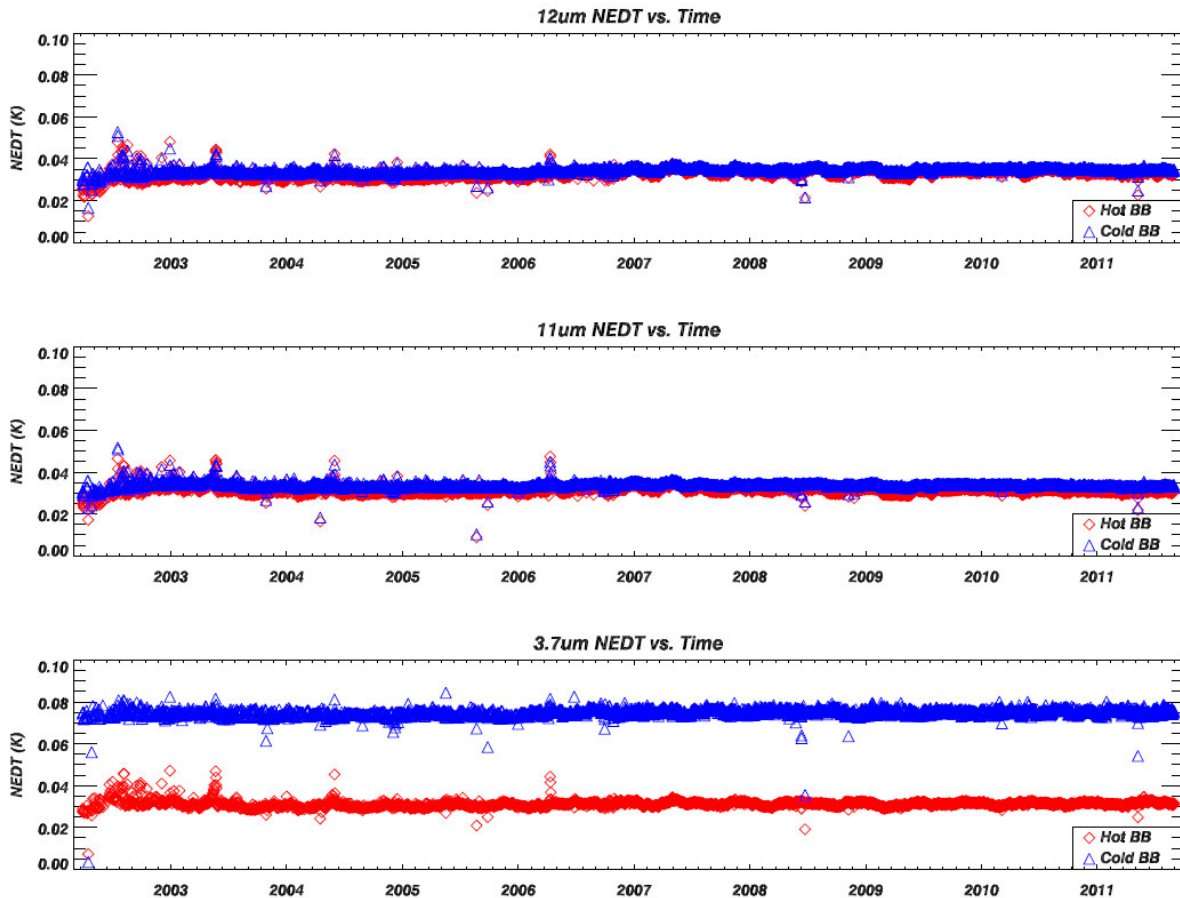 12um NEDT vs. Time
0.10
0.08
0.06
0.04
0.02
0.00
NEDT (K)
Hot BB
Cold BB
2003 2004 2005 2006 2007 2008 2009 2010 2011
11um NEDT vs. Time
0.10
0.08
0.06
0.04
0.02
0.00
NEDT (K)
Hot BB
Cold BB
2003 2004 2005 2006 2007 2008 2009 2010 2011
3.7um NEDT vs. Time
0.10
0.08
0.06
0.04
0.02
0.00
NEDT (K)
Hot BB
Cold BB
2003 2004 2005 2006 2007 2008 2009 2010 2011